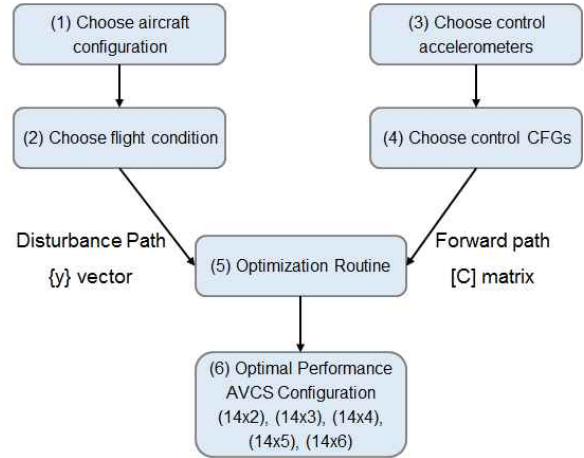 (1) Choose aircraft
configuration
(3) Choose control
accelerometers
(2) Choose flight condition
(4) Choose control CFGs
Disturbance Path
{y} vector
Forward path
[C] matrix
(5) Optimization Routine
(6) Optimal Performance
AVCS Configuration
(14x2), (14x3), (14x4),
(14x5), (14x6)